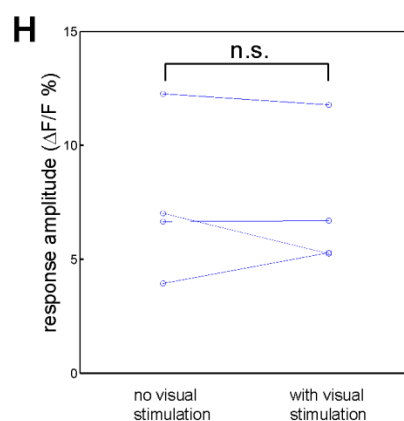 H
15
n.s.
10
5
0
response amplitude (ΔF/F %)
no visual
stimulation
with visual
stimulation